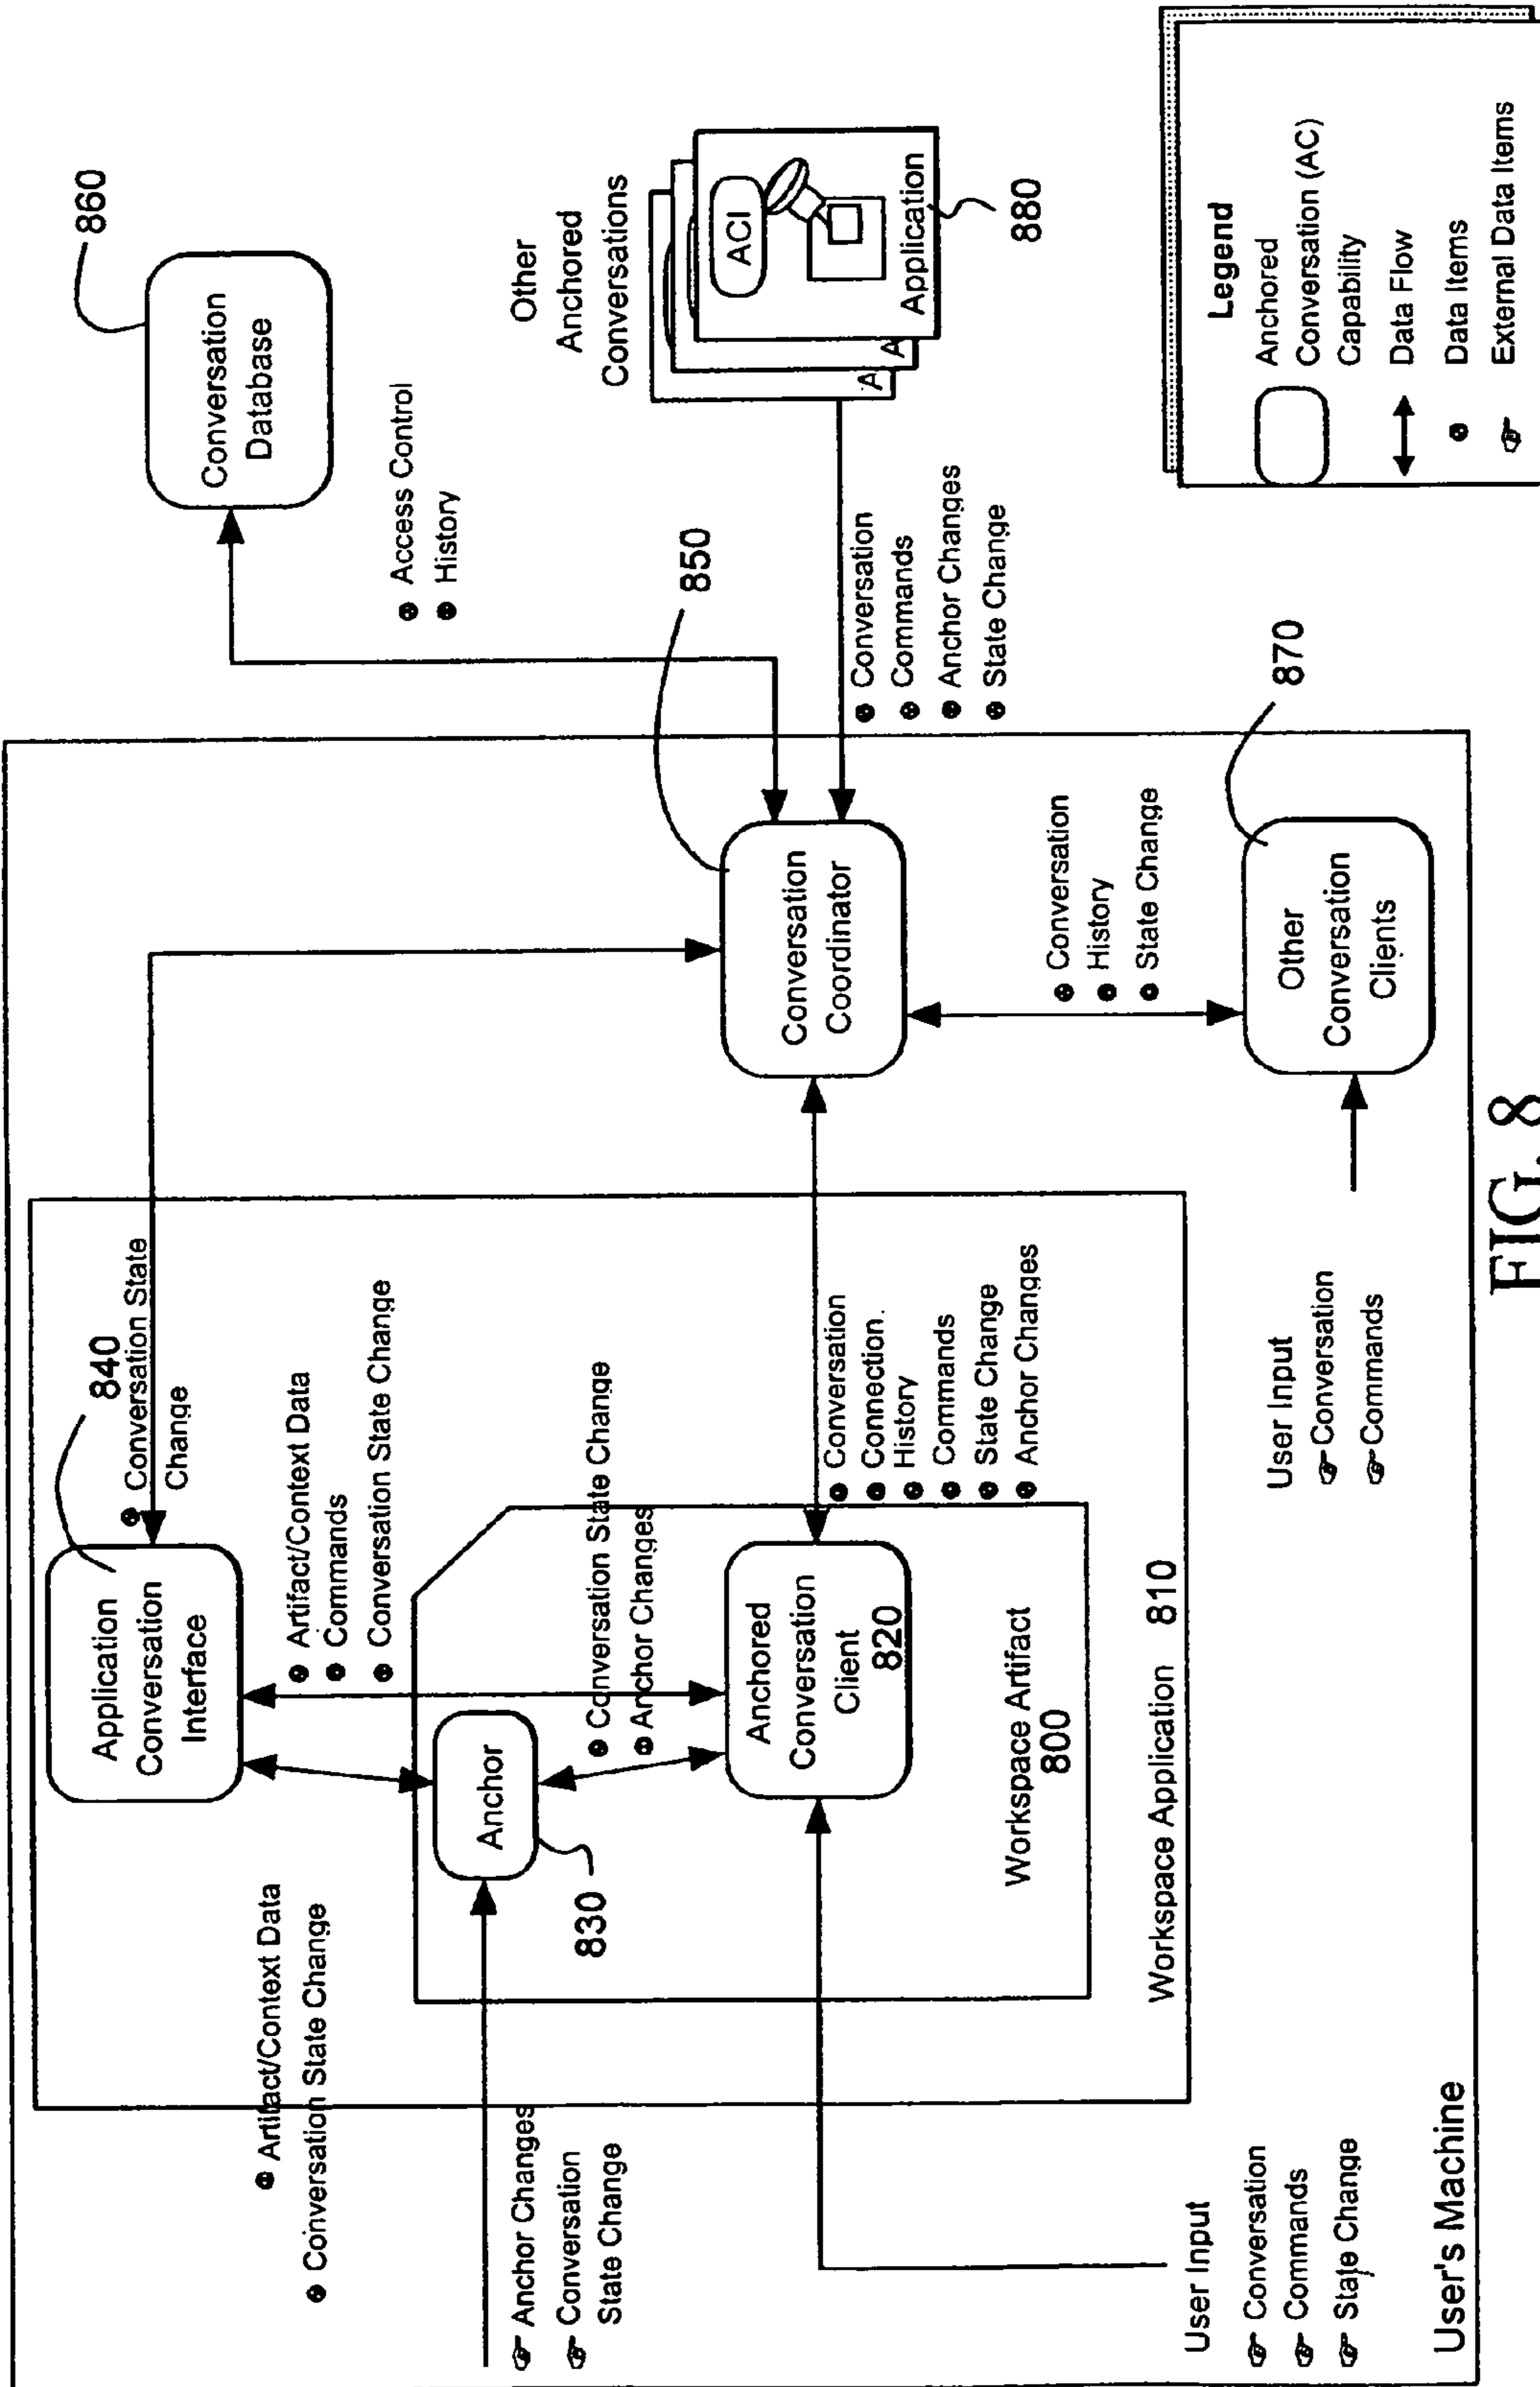 860
Conversation
Database
Access Control
History
Other
Anchored
Conversations
ACI
Application
A
A
880
Conversation
Commands
Anchor Changes
State Change
850
Conversation
Coordinator
Conversation
History
State Change
870
Other
Conversation
Clients
User Input
Conversation
Commands
840
Conversation State
Change
Application
Conversation
Interface
Artifact/Context Data
Commands
Conversation State Change
Artifact/Context Data
Conversation State Change
Anchor
830
Conversation State Change
Anchor Changes
Anchored
Conversation
Client
820
Conversation
Connection.
History
Commands
State Change
Anchor Changes
Workspace Artifact
800
Workspace Application 810
Anchor Changes
Conversation
State Change
User Input
Conversation
Commands
State Change
User's Machine
Legend
Anchored
Conversation (AC)
Capability
Data Flow
Data Items
External Data Items
FIG. 8